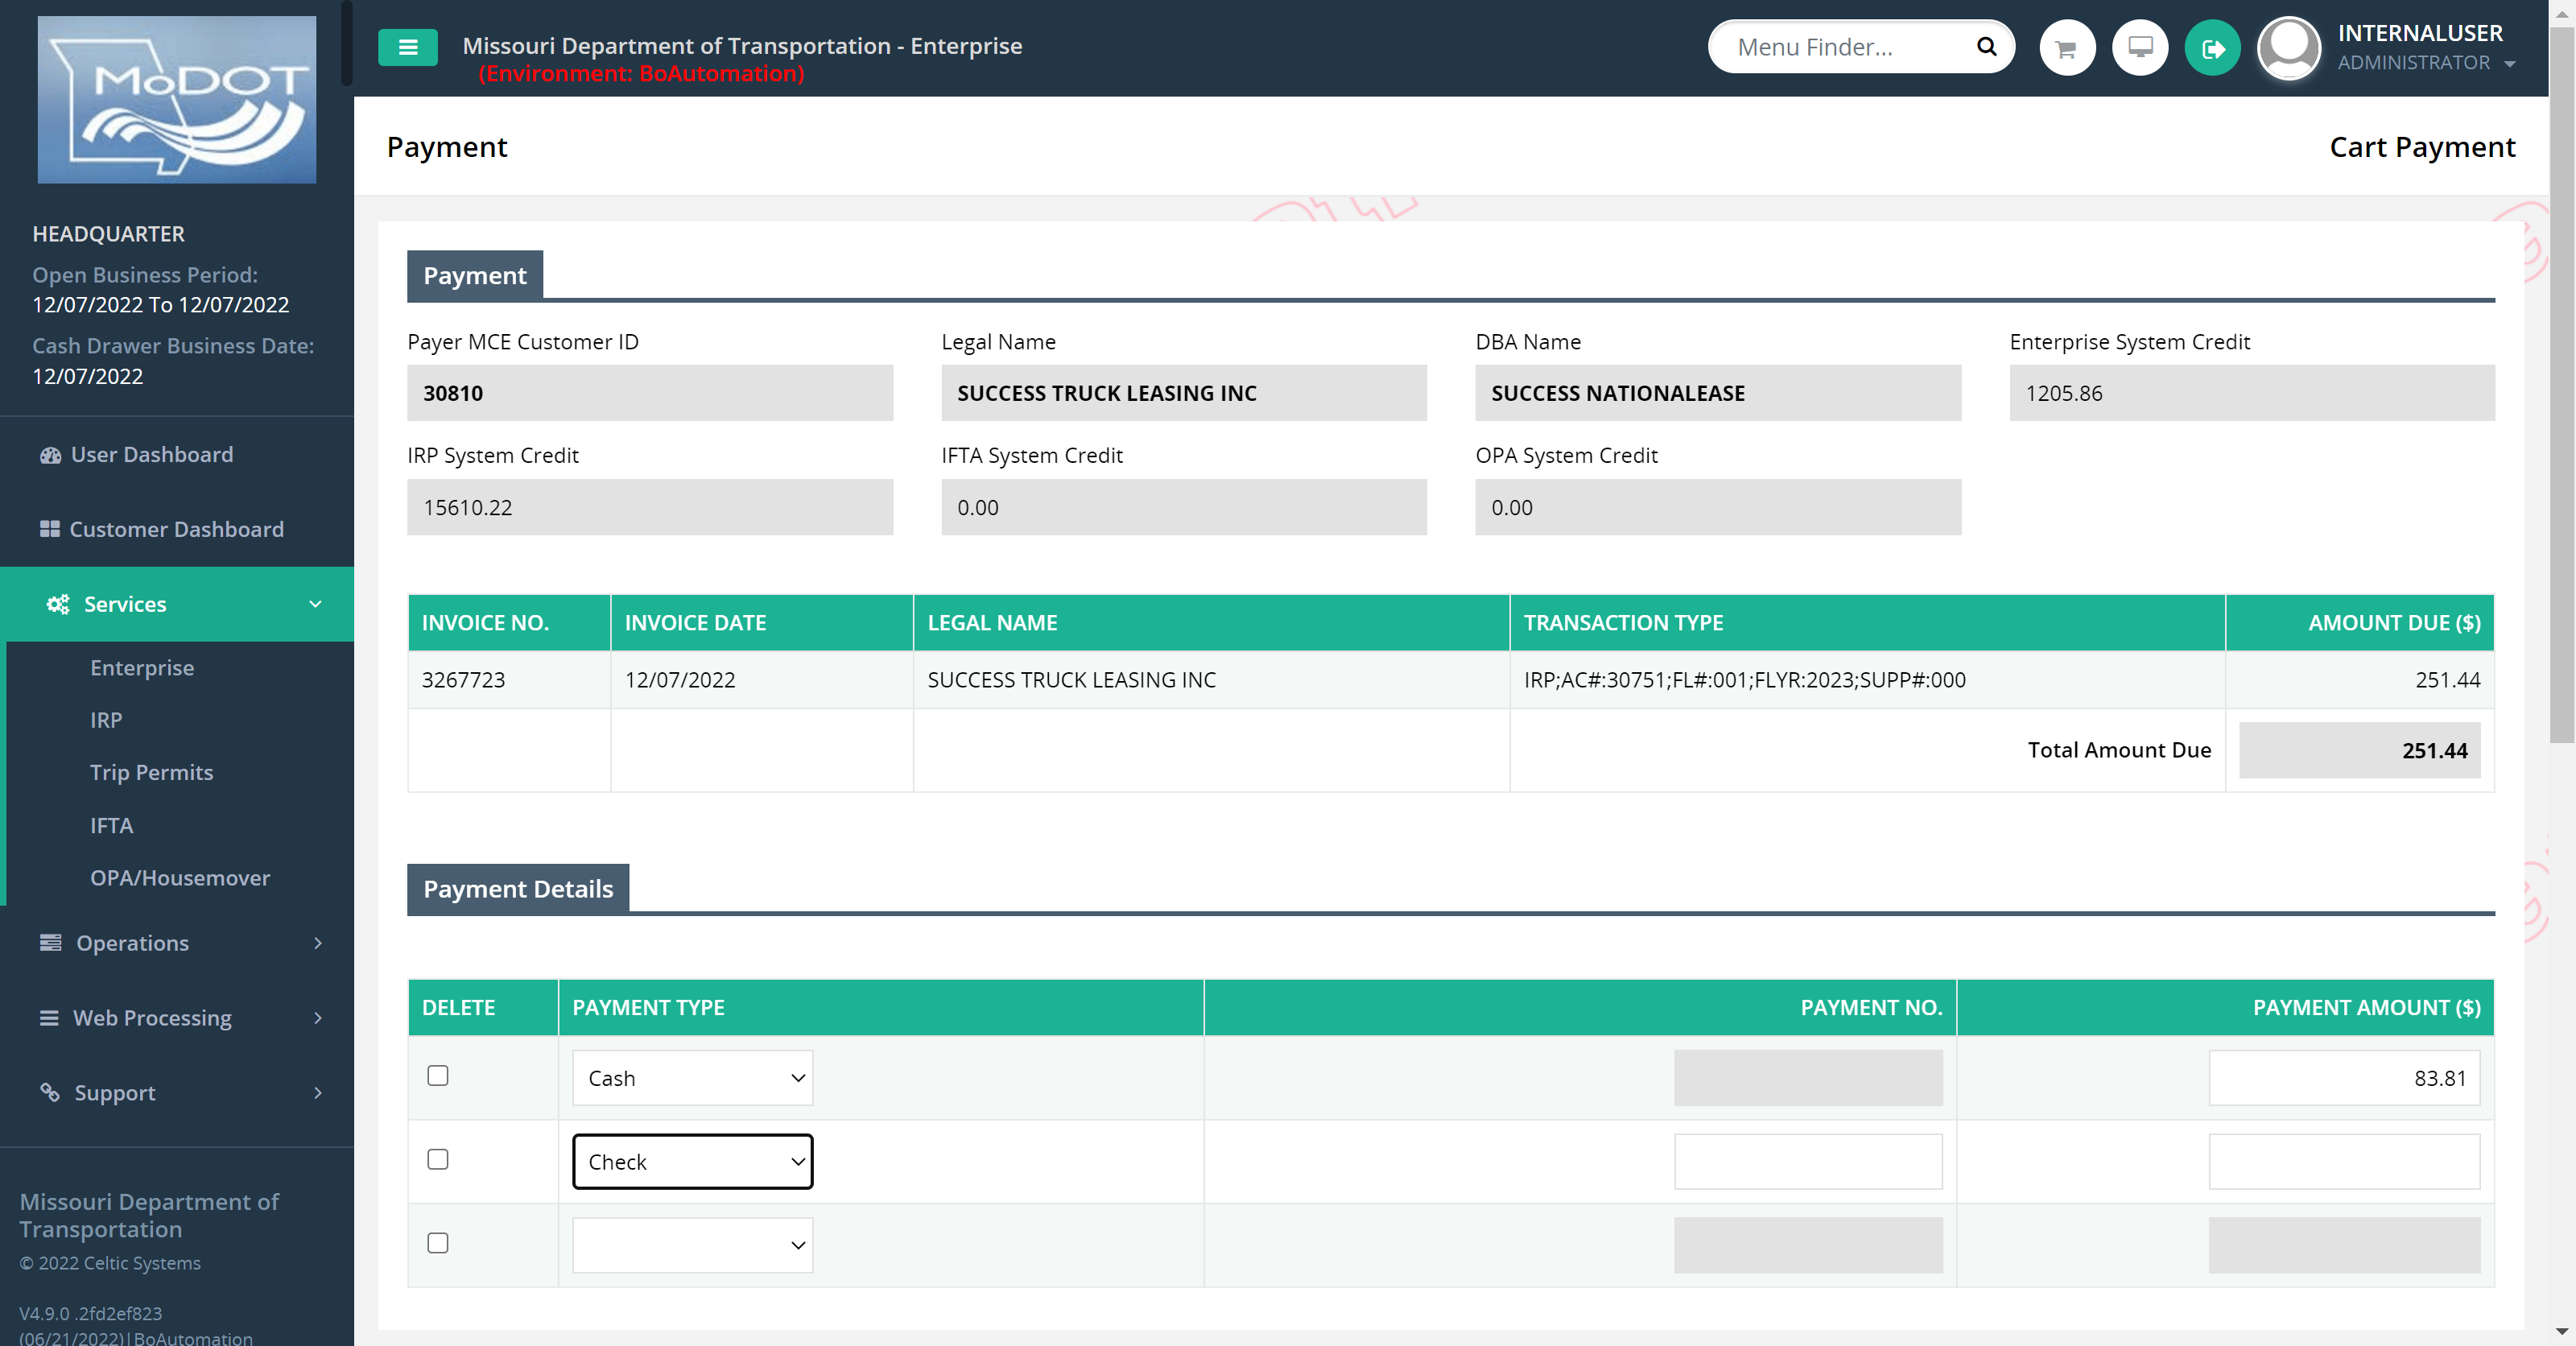 MoDOT
Missouri Department of Transportation - Enterprise
(Environment: BoAutomation)
Menu Finder...
INTERNALUSER
ADMINISTRATOR
HEADQUARTER
Open Business Period:
12/07/2022 To 12/07/2022
Cash Drawer Business Date:
12/07/2022
User Dashboard
Customer Dashboard
Services
Enterprise
IRP
Trip Permits
IFTA
OPA/Housemover
Operations
Web Processing
Support
Missouri Department of
Transportation
© 2022 Celtic Systems
V4.9.0 .2fd2ef823
(06/21/2022)|BoAutomation
Payment
Cart Payment
Payment
Payer MCE Customer ID
Legal Name
DBA Name
Enterprise System Credit
30810
SUCCESS TRUCK LEASING INC
SUCCESS NATIONALEASE
1205.86
IRP System Credit
IFTA System Credit
OPA System Credit
15610.22
0.00
0.00
INVOICE NO. INVOICE DATE LEGAL NAME TRANSACTION TYPE AMOUNT DUE ($)
3267723 12/07/2022 SUCCESS TRUCK LEASING INC IRP;AC#:30751;FL#:001;FLYR:2023;SUPP#:000 251.44
Total Amount Due 251.44
Payment Details
DELETE PAYMENT TYPE PAYMENT NO. PAYMENT AMOUNT ($)
Cash 83.81
Check